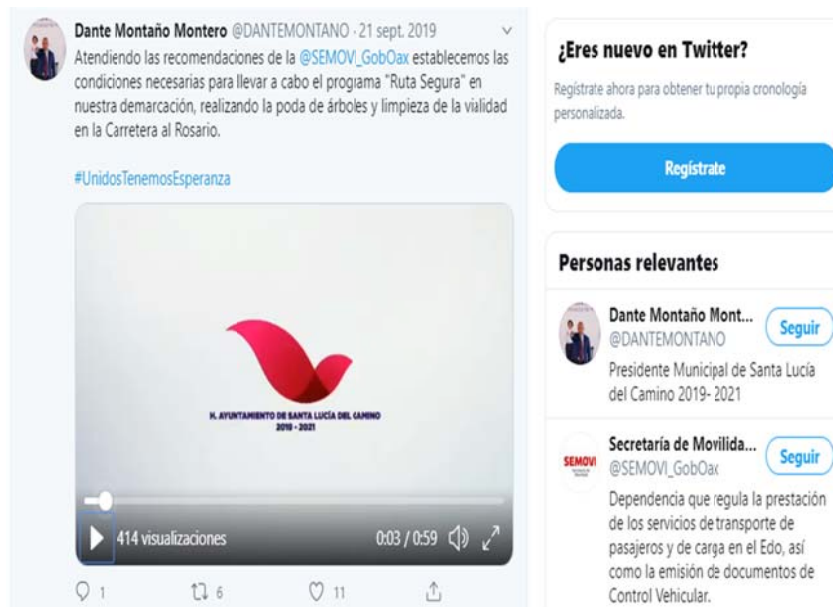 Dante Montaño Montero @DANTEMONTANO · 21 sept. 2019
Atendiendo las recomendaciones de la @SEMOVI_GobOax establecemos las
condiciones necesarias para llevar a cabo el programa "Ruta Segura" en
nuestra demarcación, realizando la poda de árboles y limpieza de la vialidad
en la Carretera al Rosario.
#UnidosTenemosEsperanza
H. AYUNTAMIENTO DE SANTA LUCÍA DEL CAMINO
2019 - 2021
414 visualizaciones
0:03 / 0:59
1
6
11
¿Eres nuevo en Twitter?
Regístrate ahora para obtener tu propia cronología
personalizada.
Regístrate
Personas relevantes
Dante Montaño Mont...
Seguir
@DANTEMONTANO
Presidente Municipal de Santa Lucía
del Camino 2019- 2021
SEMOVI
Secretaría de Movilida...
Seguir
@SEMOVI_GobOax
Dependencia que regula la prestación
de los servicios de transporte de
pasajeros y de carga en el Edo, así
como la emisión de documentos de
Control Vehicular.